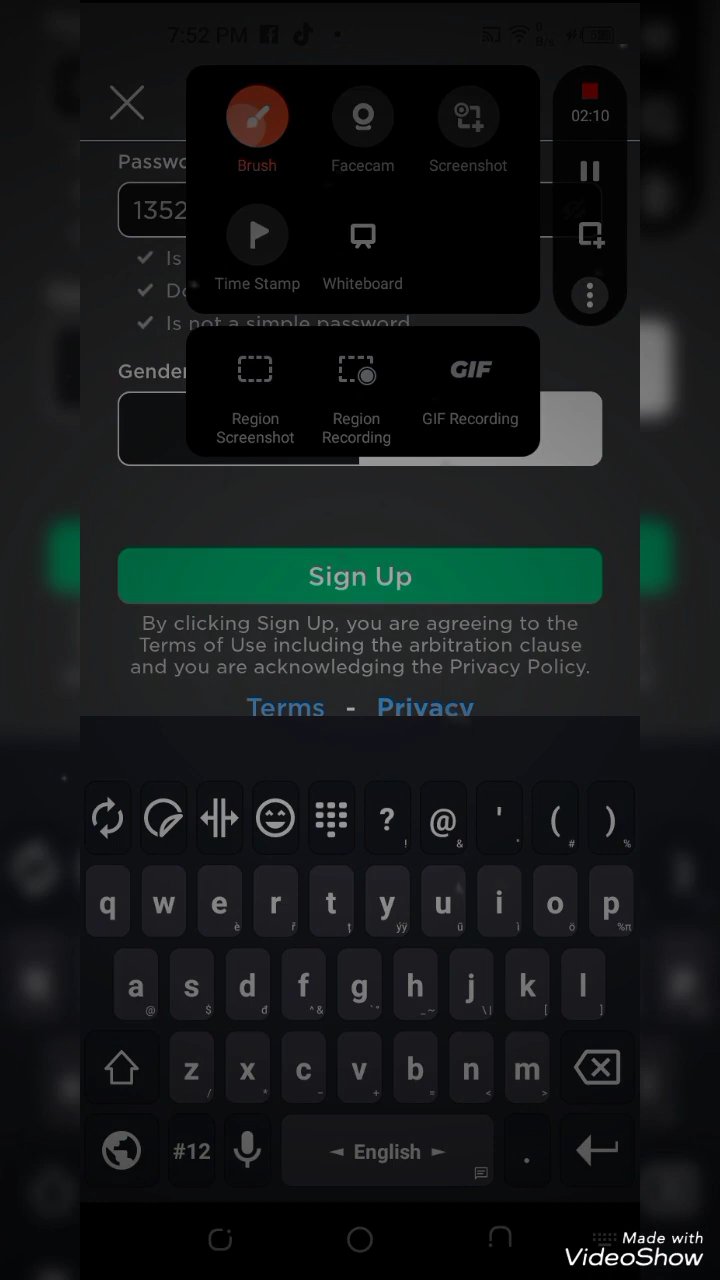 7:52 PM
02:10
Brush Facecam Screenshot
Passwo
1352
Is
Time Stamp Whiteboard
Is not a simple password
Gender
GIF
Region Screenshot Region Recording GIF Recording
Sign Up
By clicking Sign Up, you are agreeing to the
Terms of Use including the arbitration clause
and you are acknowledging the Privacy Policy.
Terms - Privacy
? @ ' ( )
q w e r t y u i o p
a s d f g h j k l
z x c v b n m
#12 ◄ English ► .
Made with
VideoShow